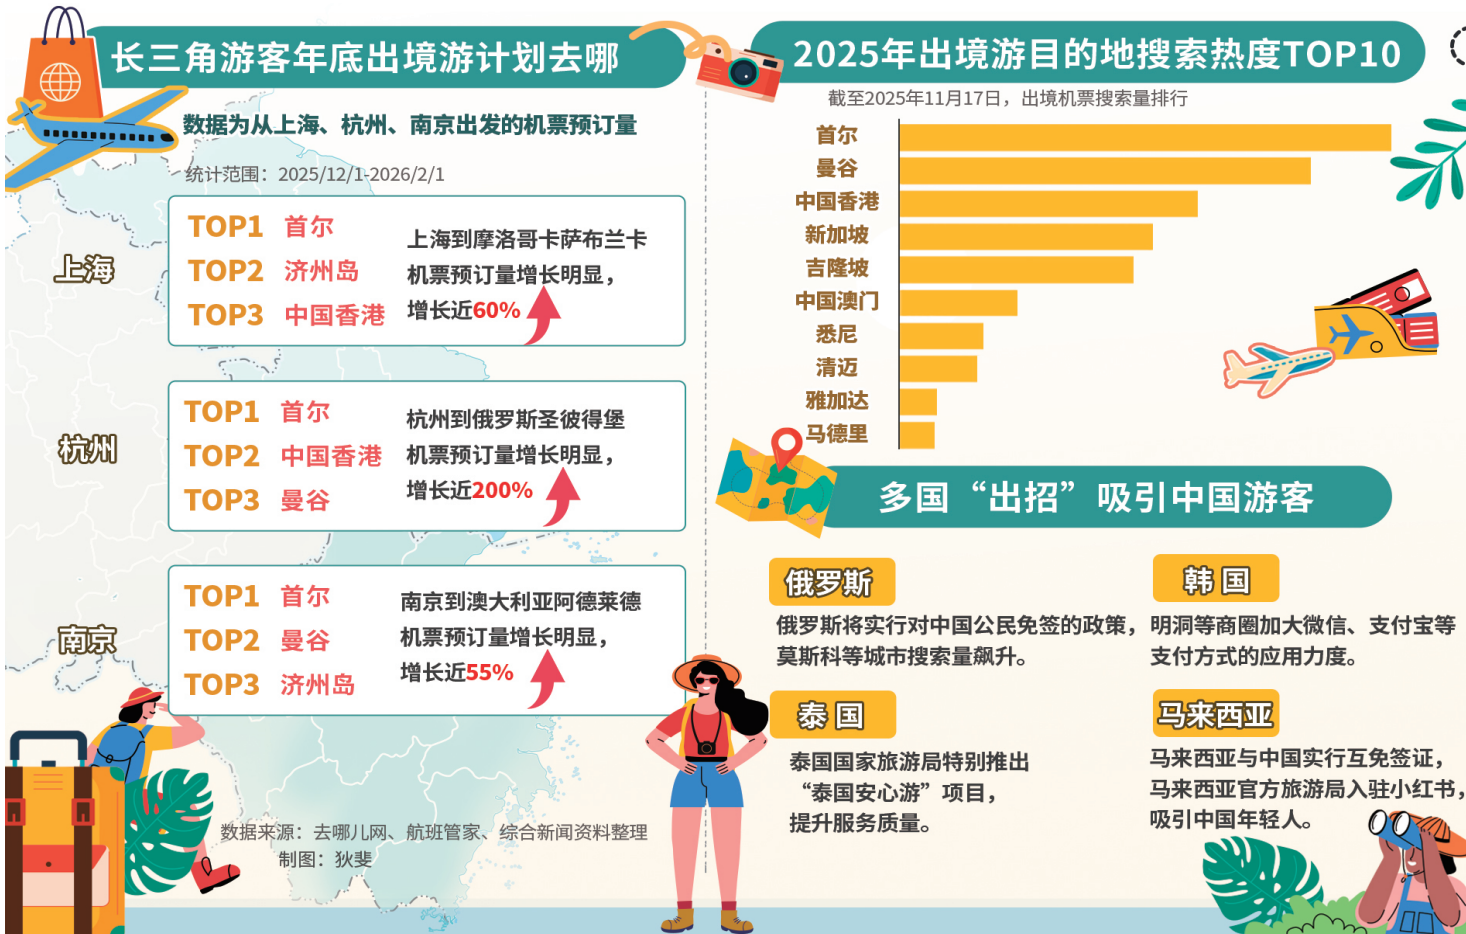 长三角游客年底出境游计划去哪
数据为从上海、杭州、南京出发的机票预订量
统计范围：2025/12/1-2026/2/1
上海
TOP1 首尔
TOP2 济州岛
TOP3 中国香港
上海到摩洛哥卡萨布兰卡
机票预订量增长明显，
增长近60%
杭州
TOP1 首尔
TOP2 中国香港
TOP3 曼谷
杭州到俄罗斯圣彼得堡
机票预订量增长明显，
增长近200%
南京
TOP1 首尔
TOP2 曼谷
TOP3 济州岛
南京到澳大利亚阿德莱德
机票预订量增长明显，
增长近55%
数据来源：去哪儿网、航班管家、综合新闻资料整理
制图：狄斐
2025年出境游目的地搜索热度TOP10
截至2025年11月17日，出境机票搜索量排行
首尔
曼谷
中国香港
新加坡
吉隆坡
中国澳门
悉尼
清迈
雅加达
马德里
多国“出招”吸引中国游客
俄罗斯
俄罗斯将实行对中国公民免签的政策，
莫斯科等城市搜索量飙升。
韩国
明洞等商圈加大微信、支付宝等
支付方式的应用力度。
泰国
泰国国家旅游局特别推出
“泰国安心游”项目，
提升服务质量。
马来西亚
马来西亚与中国实行互免签证，
马来西亚官方旅游局入驻小红书，
吸引中国年轻人。